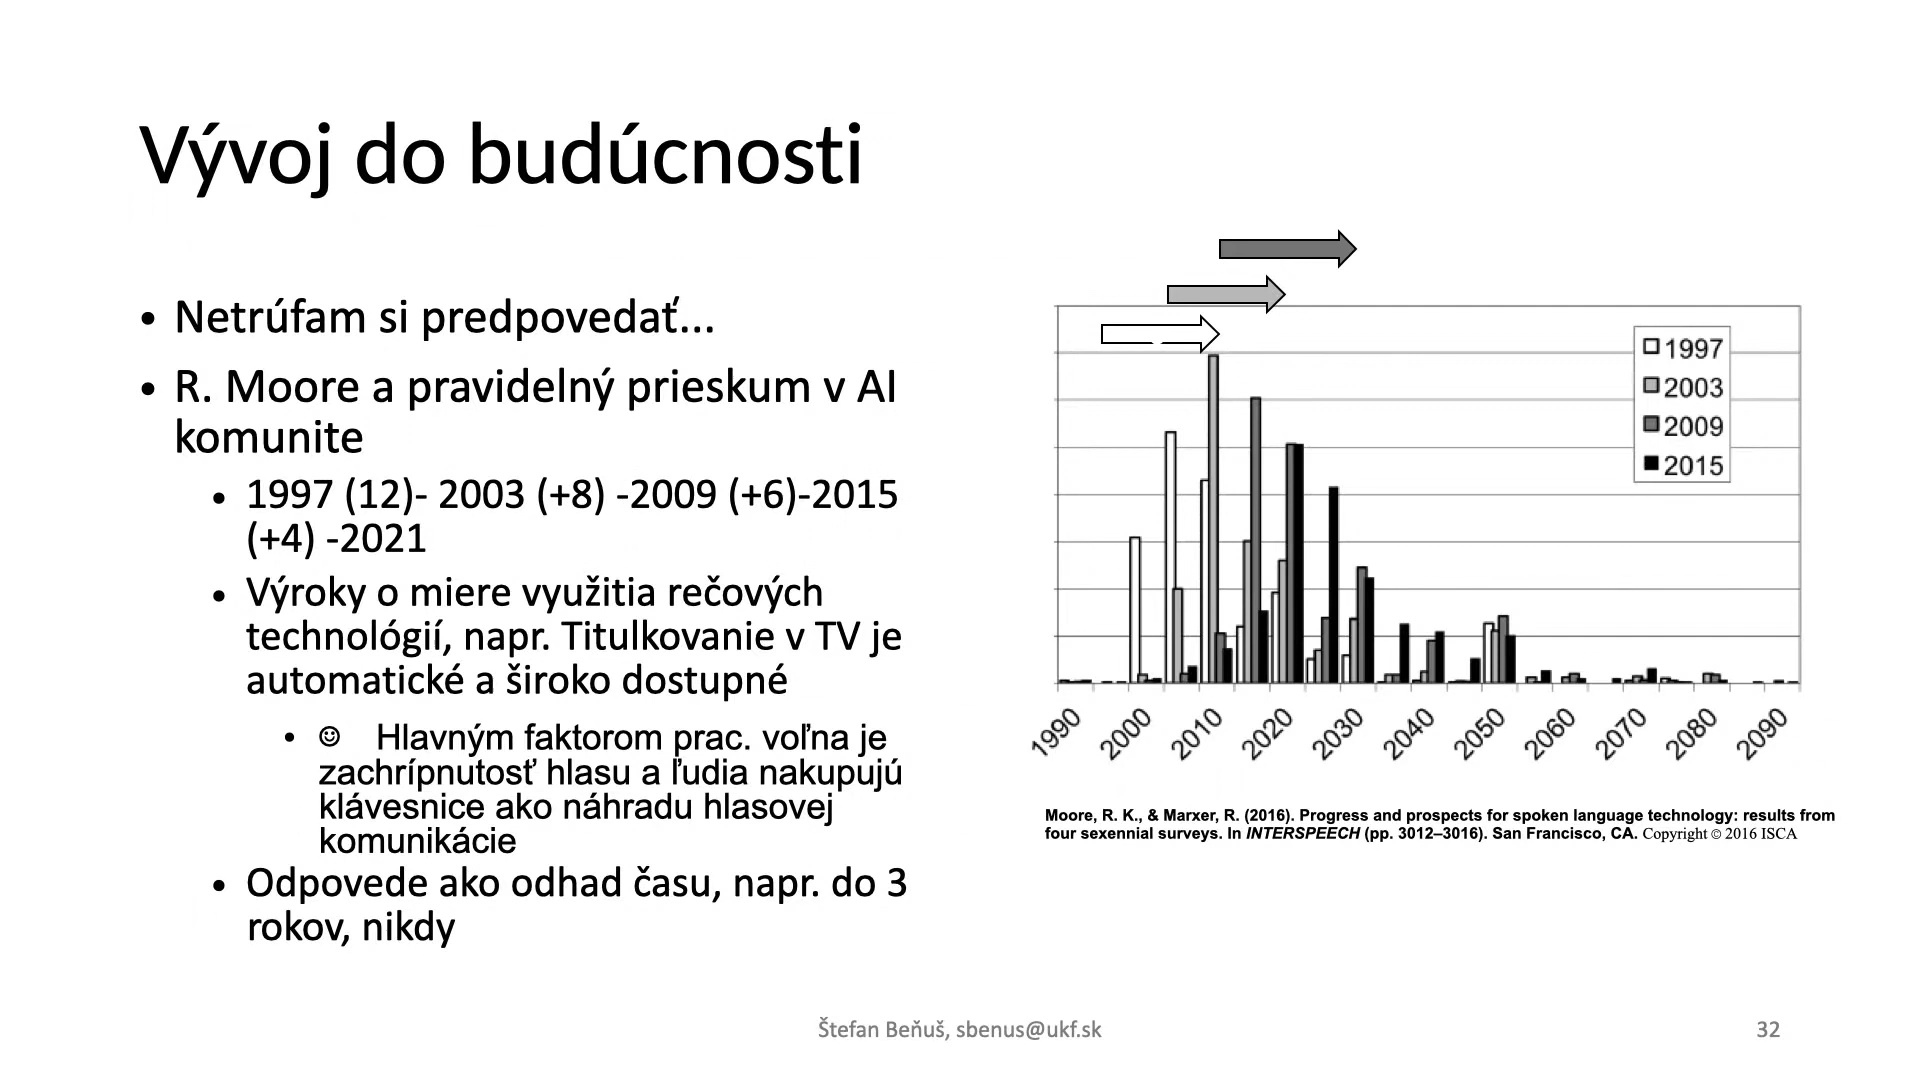 Vývoj do budúcnosti
• Netrúfam si predpovedať...
• R. Moore a pravidelný prieskum v AI
komunite
• 1997 (12)- 2003 (+8) -2009 (+6)-2015
(+4) -2021
• Výroky o miere využitia rečových
technológií, napr. Titulkovanie v TV je
automatické a široko dostupné
• ☺ Hlavným faktorom prac. voľna je
zachrípnutosť hlasu a ľudia nakupujú
klávesnice ako náhradu hlasovej
komunikácie
• Odpovede ako odhad času, napr. do 3
rokov, nikdy
1997
2003
2009
2015
1990 2000 2010 2020 2030 2040 2050 2060 2070 2080 2090
Moore, R. K., & Marxer, R. (2016). Progress and prospects for spoken language technology: results from
four sexennial surveys. In INTERSPEECH (pp. 3012–3016). San Francisco, CA. Copyright © 2016 ISCA
Štefan Beňuš, sbenus@ukf.sk
32